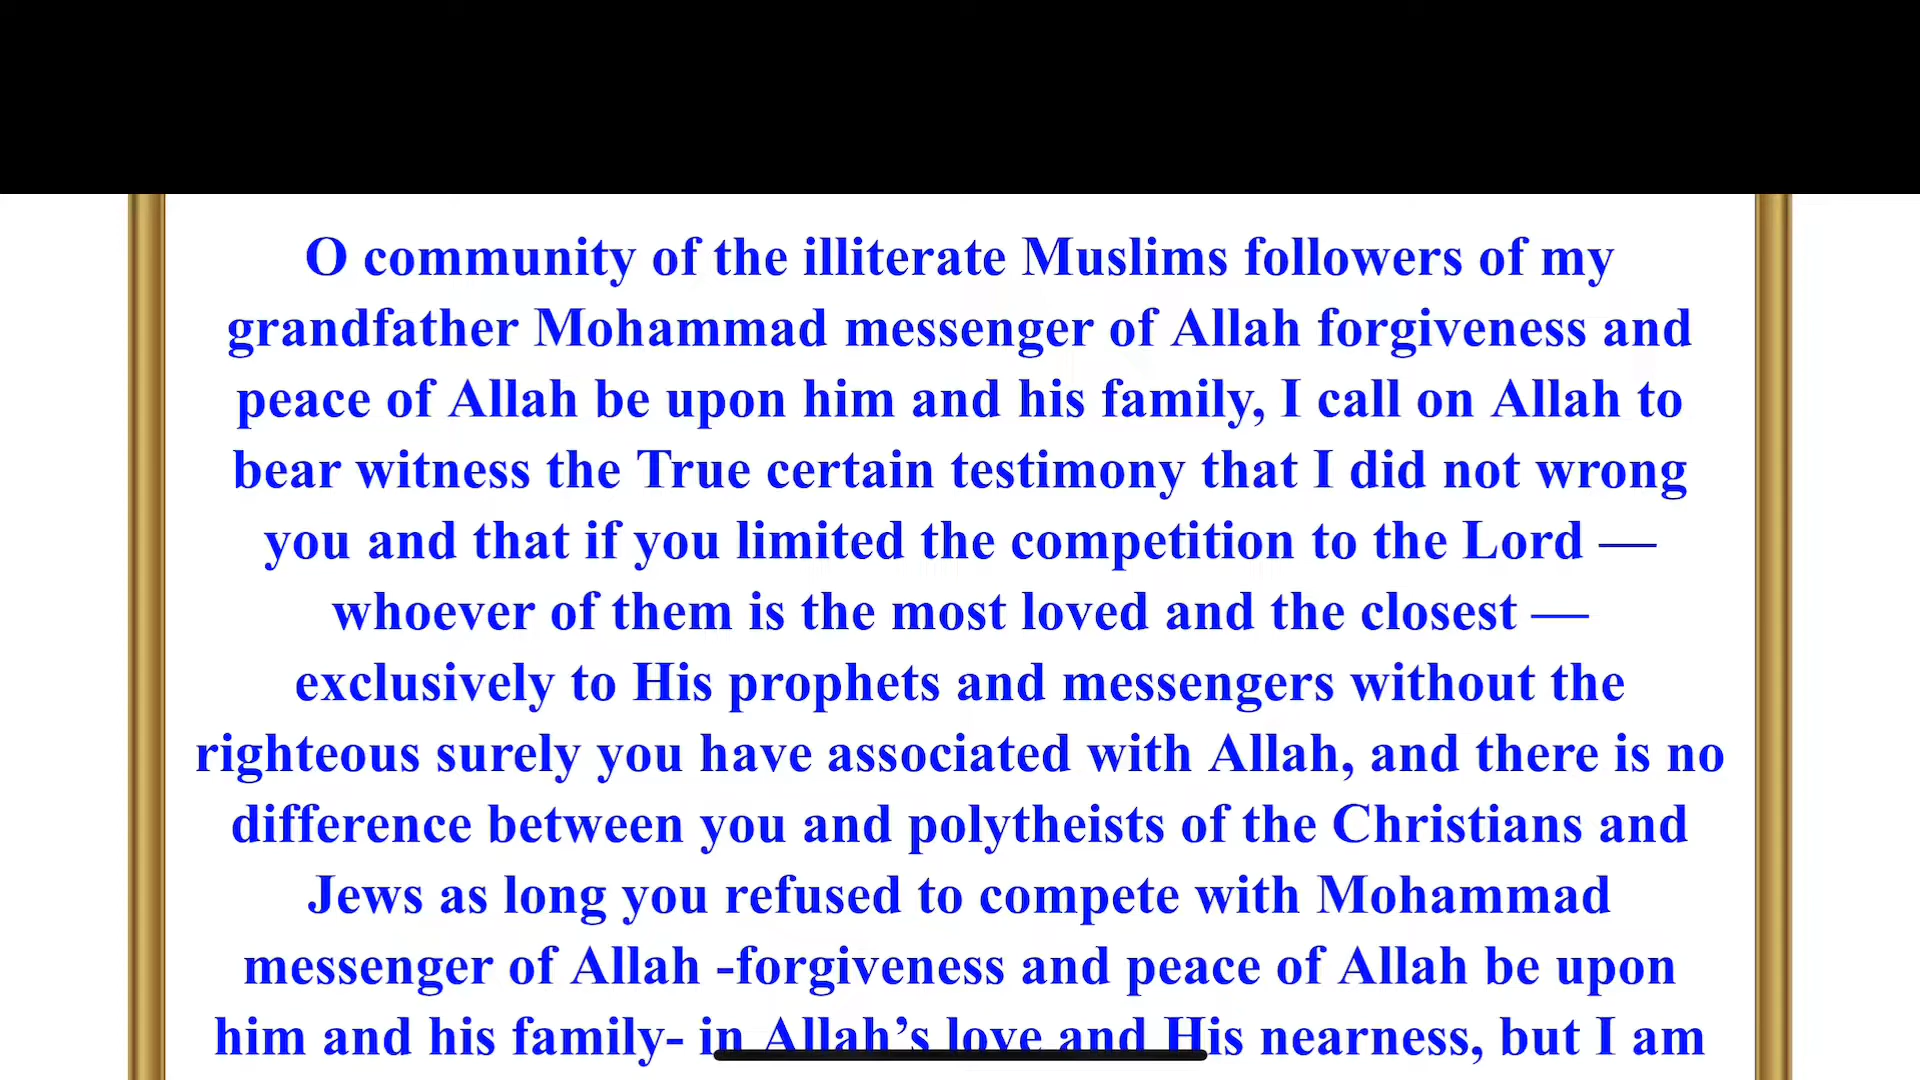 O community of the illiterate Muslims followers of my
grandfather Mohammad messenger of Allah forgiveness and
peace of Allah be upon him and his family, I call on Allah to
bear witness the True certain testimony that I did not wrong
you and that if you limited the competition to the Lord —
whoever of them is the most loved and the closest —
exclusively to His prophets and messengers without the
righteous surely you have associated with Allah, and there is no
difference between you and polytheists of the Christians and
Jews as long you refused to compete with Mohammad
messenger of Allah -forgiveness and peace of Allah be upon
him and his family- in Allah’s love and His nearness, but I am